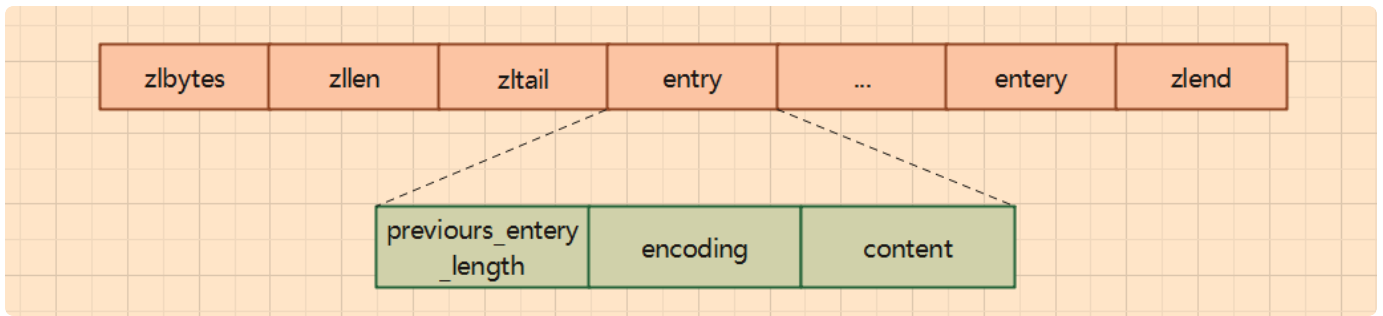 zlbytes zllen zltail entry ... entery zlend
previours_entery
_length
encoding
content